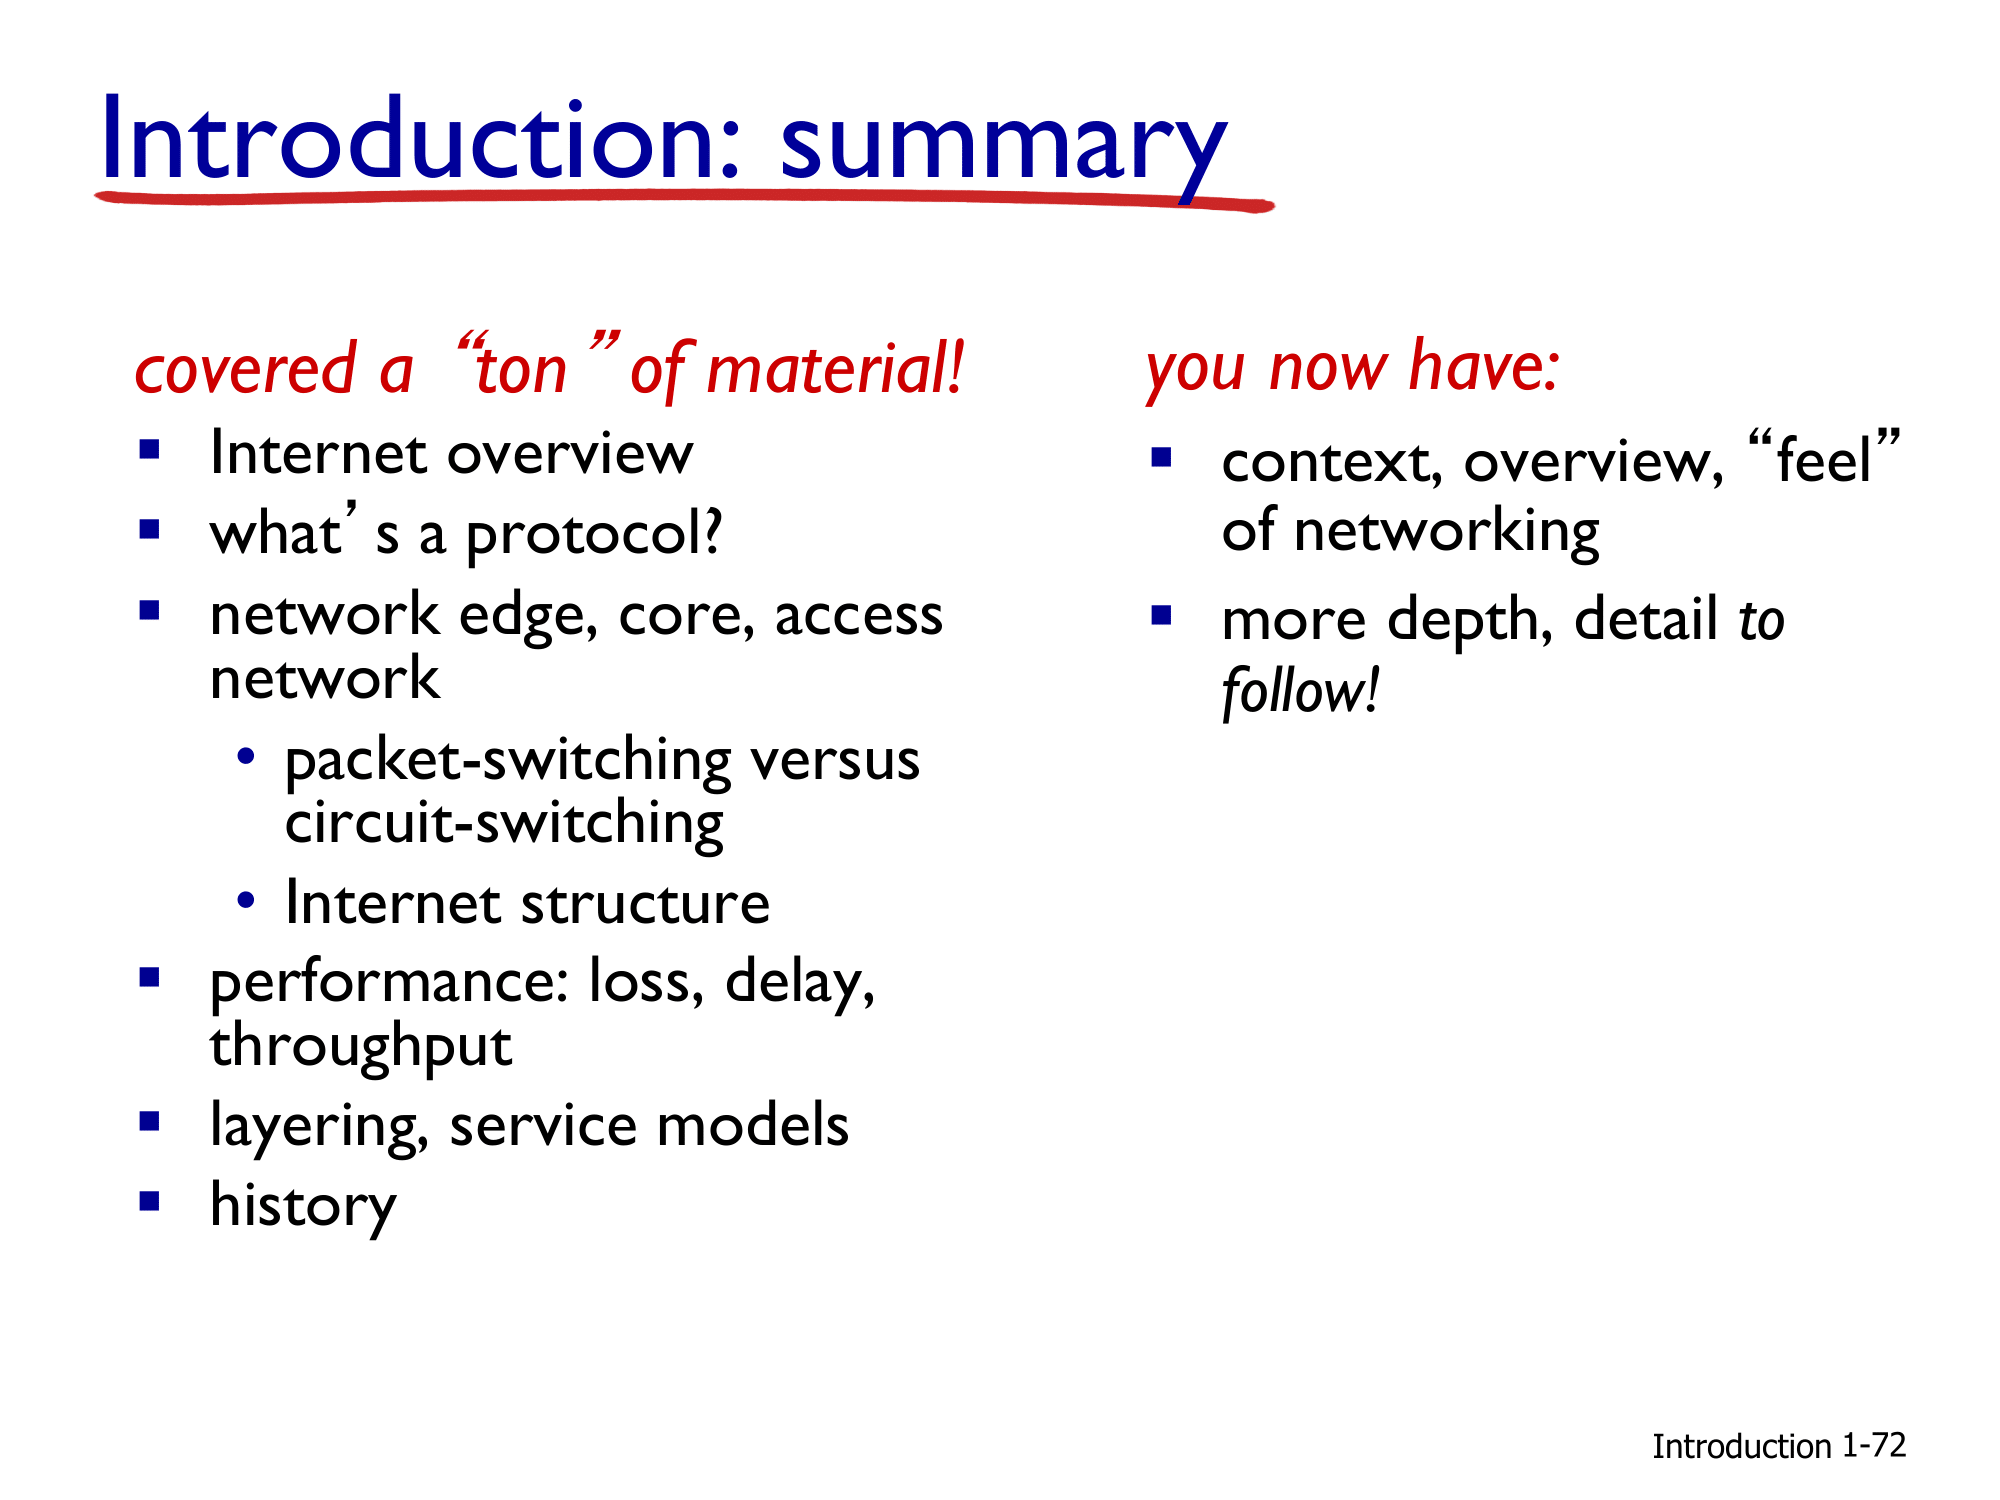 Introduction: summary
covered a “ton” of material!
▪ Internet overview
▪ what’s a protocol?
▪ network edge, core, access
network
• packet-switching versus
circuit-switching
• Internet structure
▪ performance: loss, delay,
throughput
▪ layering, service models
▪ history
you now have:
▪ context, overview, “feel”
of networking
▪ more depth, detail to
follow!
Introduction 1-72